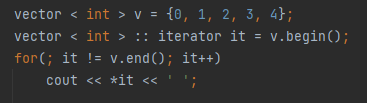 vector < int > v = {0, 1, 2, 3, 4};
vector < int > :: iterator it = v.begin();
for(; it != v.end(); it++)
    cout << *it << ' ';